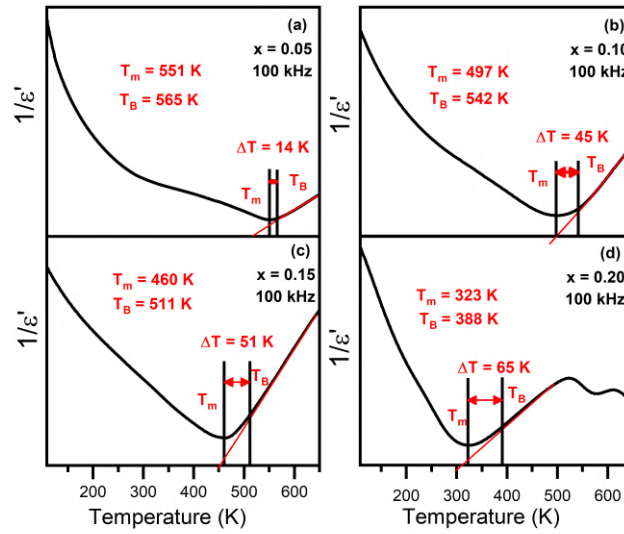 (a)
x = 0.05
100 kHz
T_m = 551 K
T_B = 565 K
ΔT = 14 K
T_m T_B
1/ε'
(b)
x = 0.10
100 kHz
T_m = 497 K
T_B = 542 K
ΔT = 45 K
T_m T_B
1/ε'
(c)
x = 0.15
100 kHz
T_m = 460 K
T_B = 511 K
ΔT = 51 K
T_m T_B
1/ε'
200 300 400 500 600
Temperature (K)
(d)
x = 0.20
100 kHz
T_m = 323 K
T_B = 388 K
ΔT = 65 K
T_m T_B
1/ε'
200 300 400 500 600
Temperature (K)